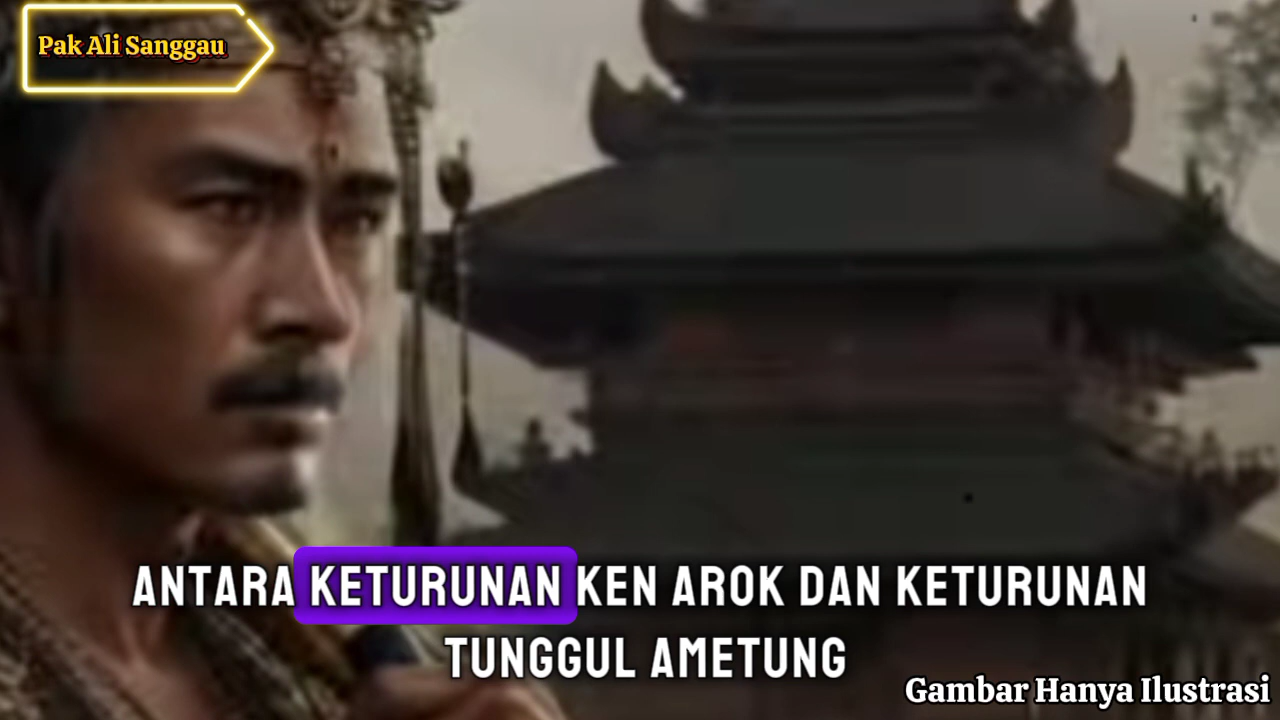 Pak Ali Sanggau
ANTARA KETURUNAN KEN AROK DAN KETURUNAN
TUNGGUL AMETUNG
Gambar Hanya Ilustrasi